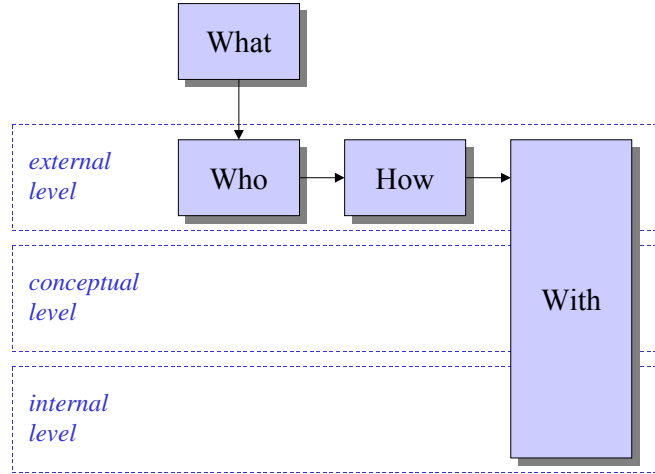 What
external
level
Who
How
With
conceptual
level
internal
level